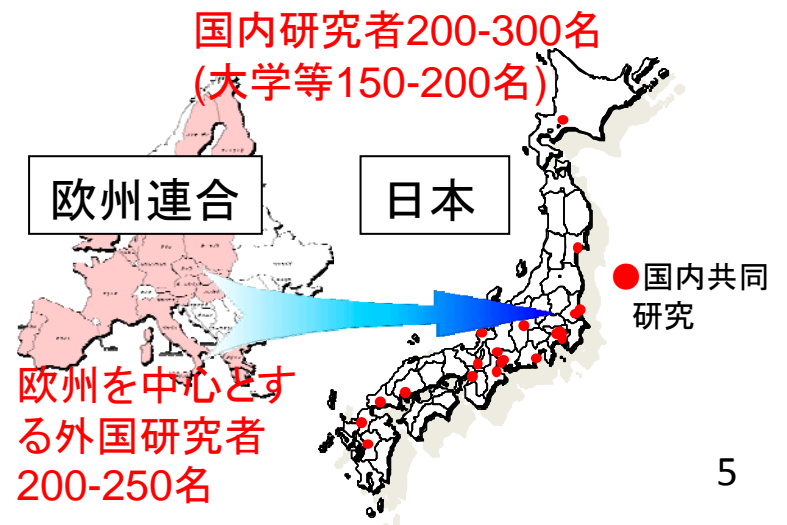 国内研究者200-300名
(大学等150-200名)
欧州連合
日本
●国内共同
研究
欧州を中心とす
る外国研究者
200-250名
5